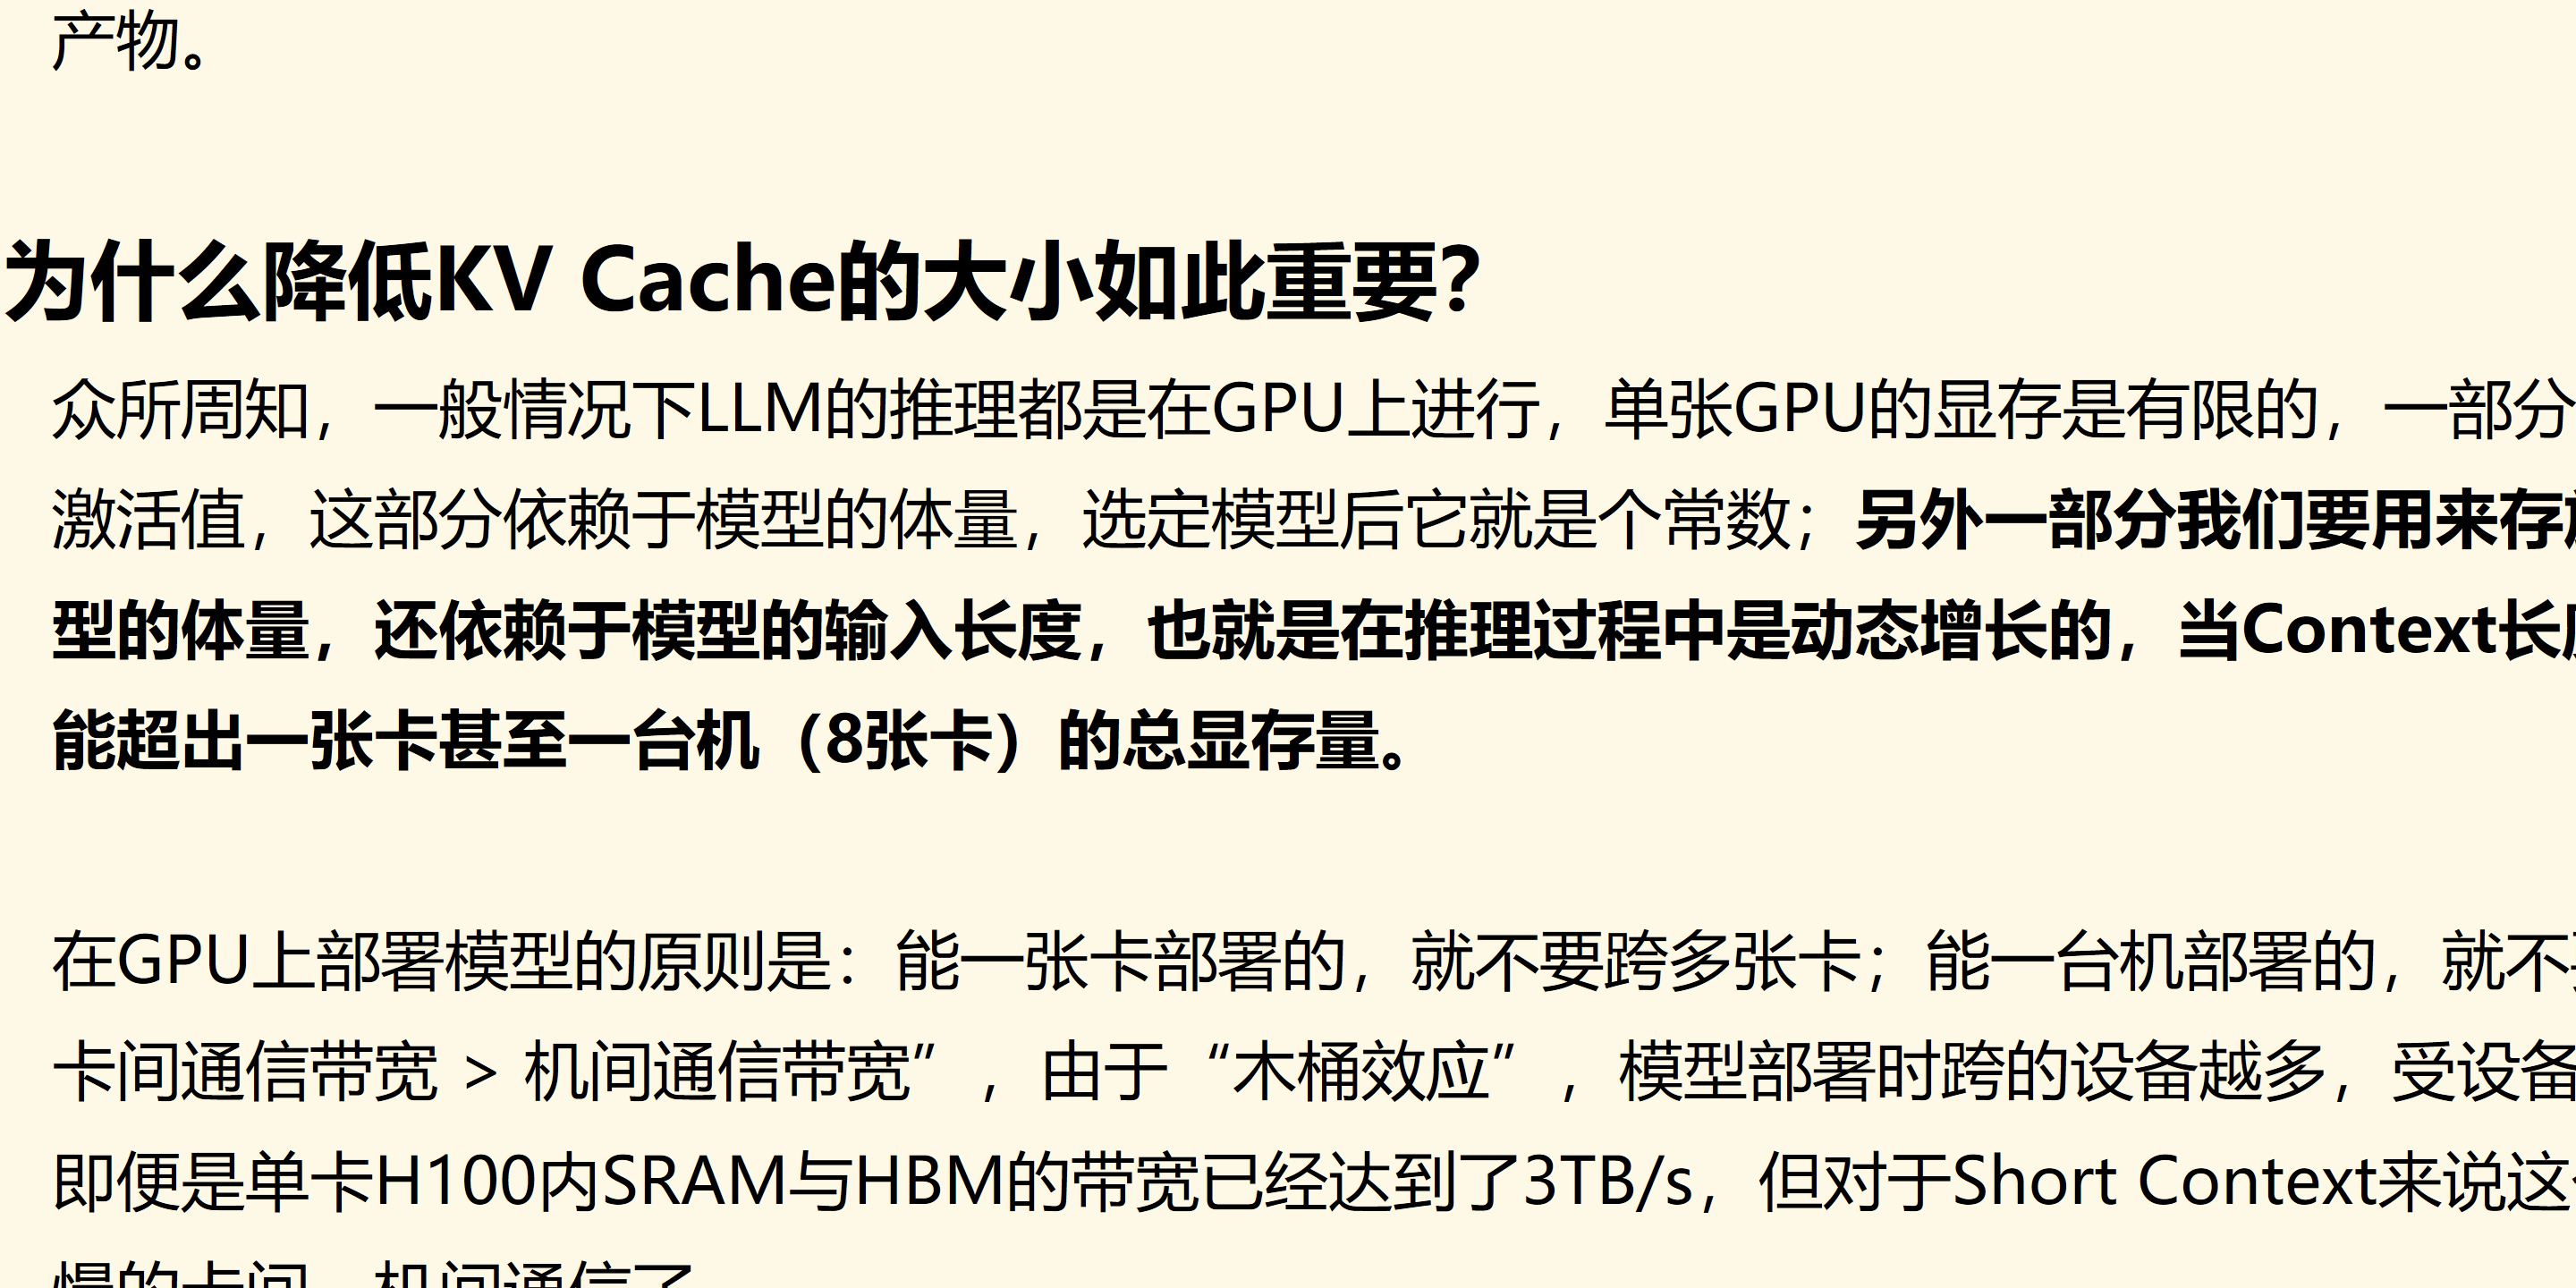 产物。
为什么降低KV Cache的大小如此重要？
众所周知，一般情况下LLM的推理都是在GPU上进行，单张GPU的显存是有限的，一部分
激活值，这部分依赖于模型的体量，选定模型后它就是个常数；另外一部分我们要用来存
型的体量，还依赖于模型的输入长度，也就是在推理过程中是动态增长的，当Context长
能超出一张卡甚至一台机（8张卡）的总显存量。
在GPU上部署模型的原则是：能一张卡部署的，就不要跨多张卡；能一台机部署的，就不
卡间通信带宽 > 机间通信带宽”，由于“木桶效应”，模型部署时跨的设备越多，受设备
即便是单卡H100内SRAM与HBM的带宽已经达到了3TB/s，但对于Short Context来说这
慢的卡间、机间通信了